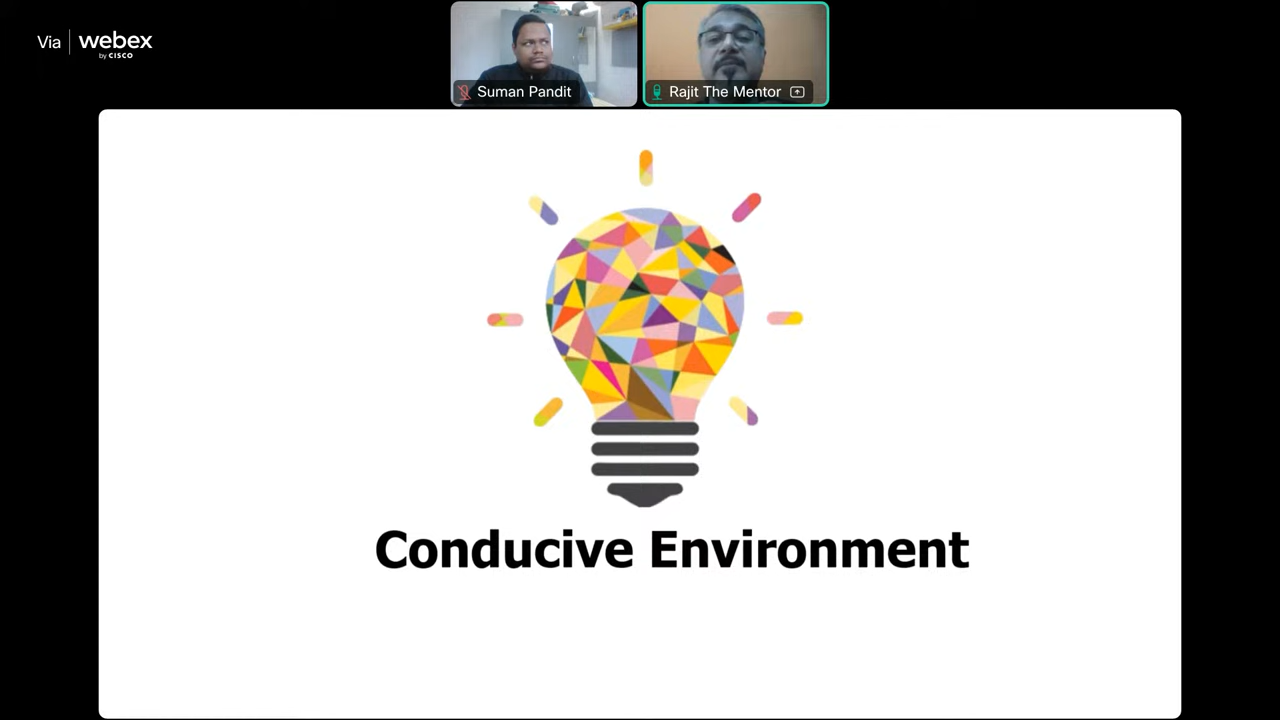 Via webex
by CISCO
Suman Pandit
Rajit The Mentor
Conducive Environment